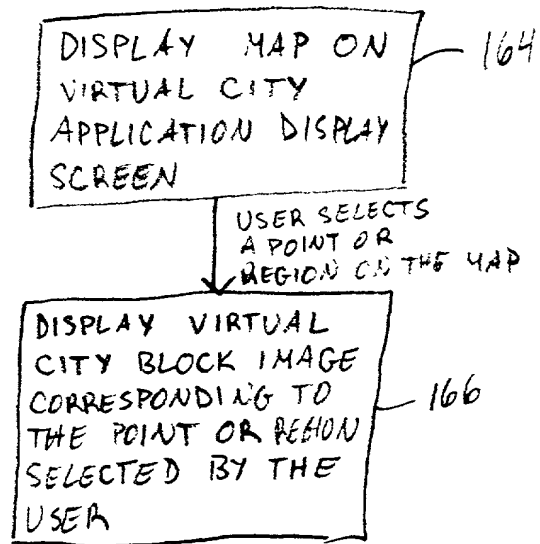 DISPLAY MAP ON
VIRTUAL CITY
APPLICATION DISPLAY
SCREEN
164
USER SELECTS
A POINT OR
REGION ON THE MAP
DISPLAY VIRTUAL
CITY BLOCK IMAGE
CORRESPONDING TO
THE POINT OR REGION
SELECTED BY THE
USER
166